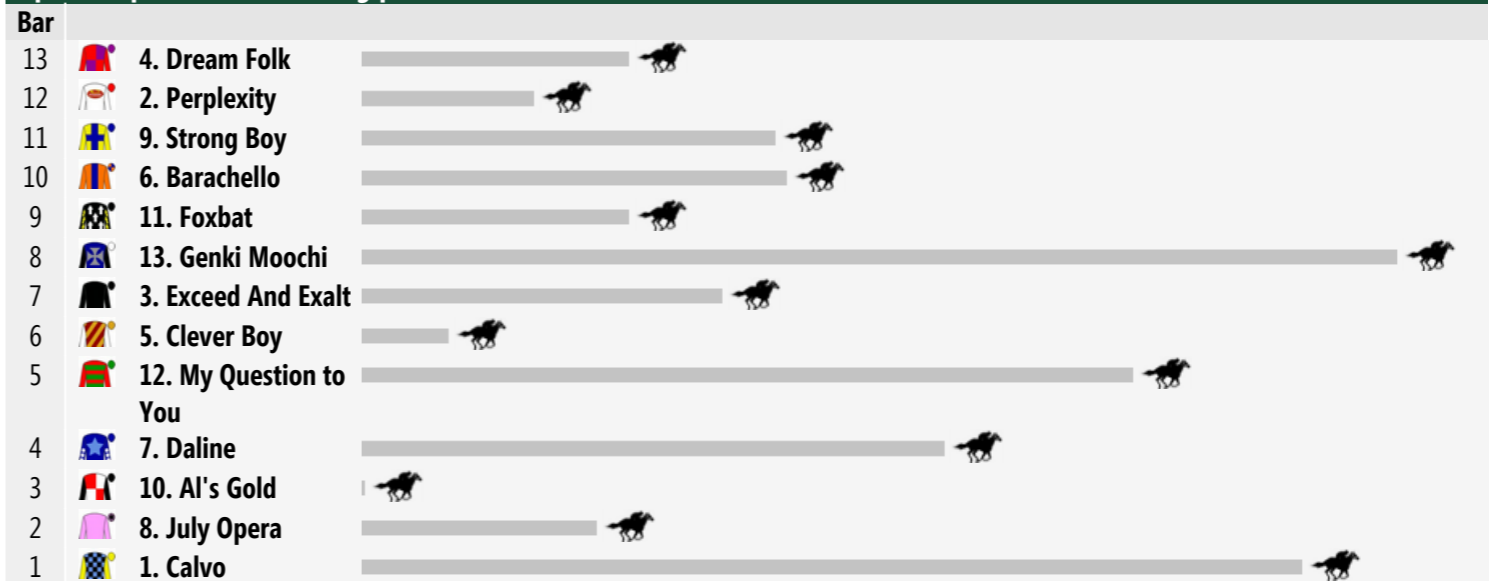 Bar
13 4. Dream Folk
12 2. Perplexity
11 9. Strong Boy
10 6. Barachello
9 11. Foxbat
8 13. Genki Moochi
7 3. Exceed And Exalt
6 5. Clever Boy
5 12. My Question to
You
4 7. Daline
3 10. Al's Gold
2 8. July Opera
1 1. Calvo